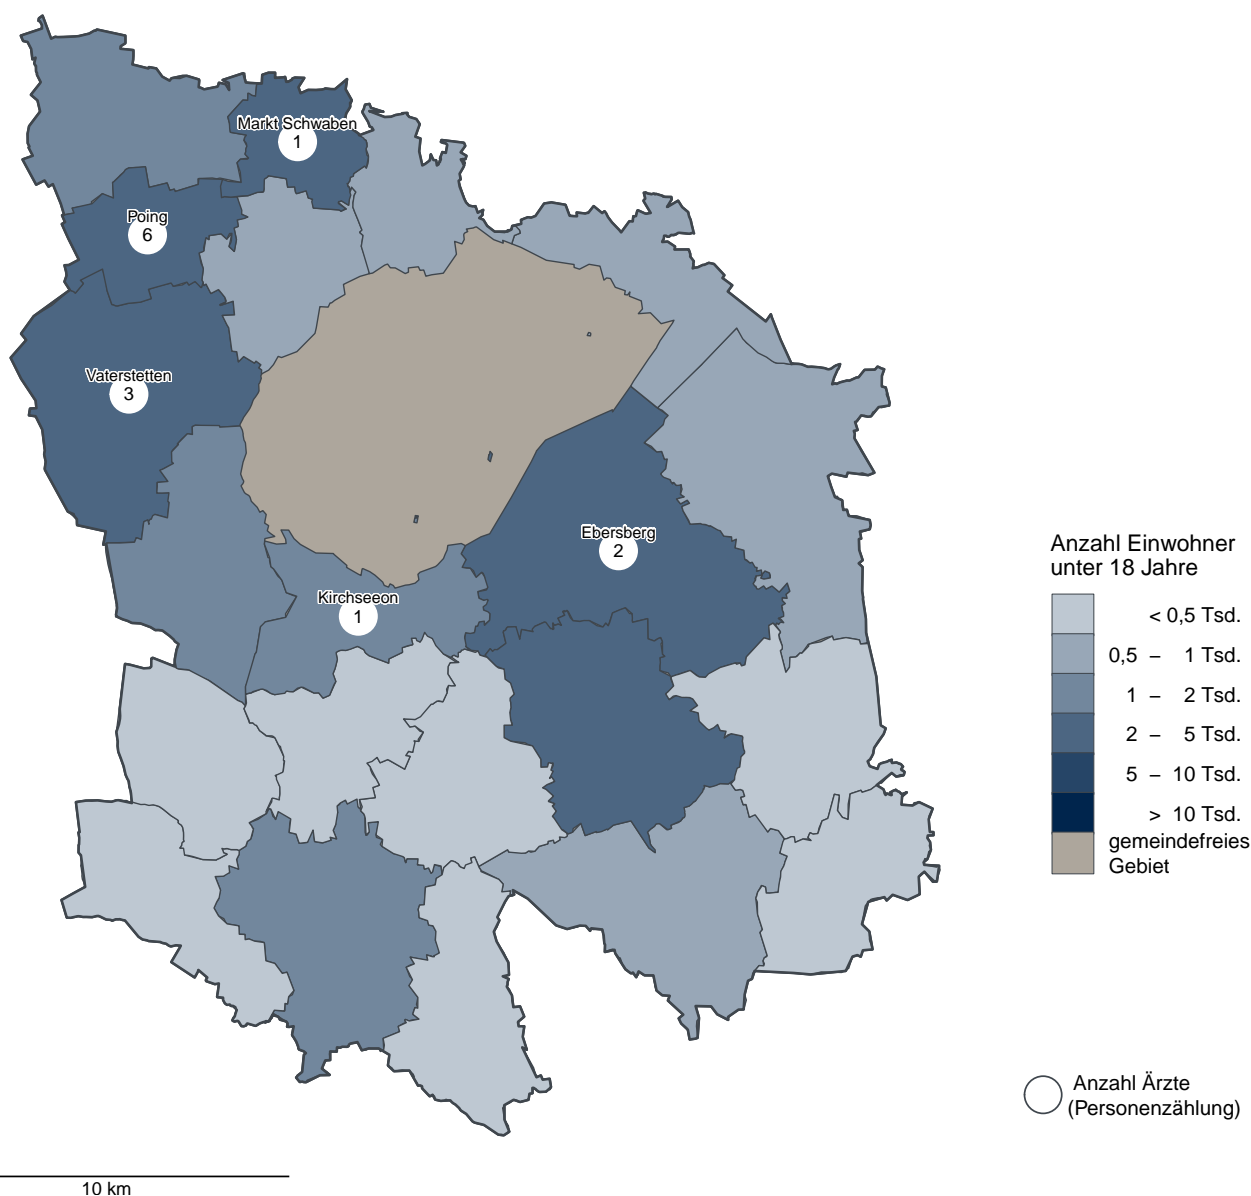 Markt Schwaben
1
Poing
6
Vaterstetten
3
Ebersberg
2
Kirchseeon
1
Anzahl Einwohner
unter 18 Jahre
< 0,5 Tsd.
0,5 – 1 Tsd.
1 – 2 Tsd.
2 – 5 Tsd.
5 – 10 Tsd.
> 10 Tsd.
gemeindefreies
Gebiet
Anzahl Ärzte
(Personenzählung)
10 km